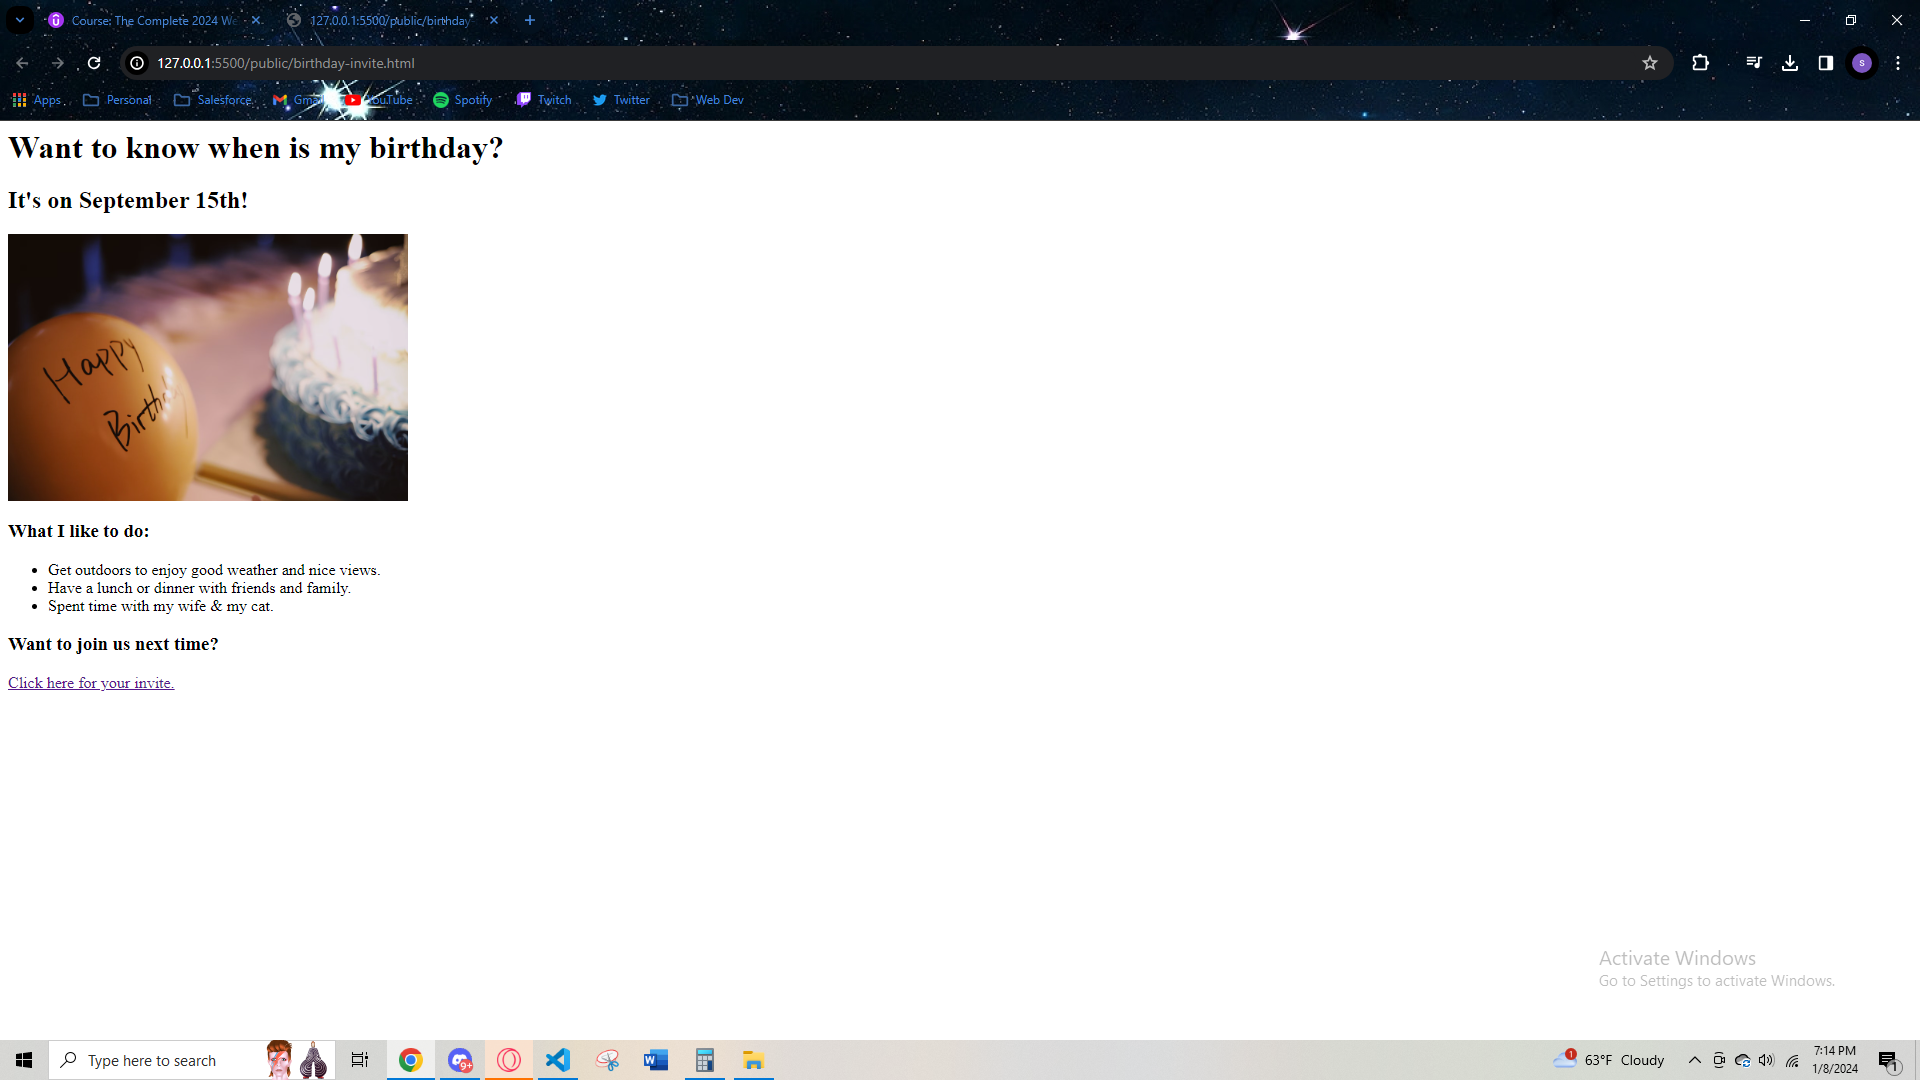 Course: The Complete 2024 We
127.0.0.1:5500/public/birthday
127.0.0.1:5500/public/birthday-invite.html
S
Apps Personal Salesforce Gmail YouTube Spotify Twitch Twitter Web Dev
Want to know when is my birthday?
It's on September 15th!
Happy
Birthd
What I like to do:
• Get outdoors to enjoy good weather and nice views.
• Have a lunch or dinner with friends and family.
• Spent time with my wife & my cat.
Want to join us next time?
Click here for your invite.
Activate Windows
Go to Settings to activate Windows.
Type here to search
9+
W
1
63°F Cloudy
7:14 PM
1/8/2024
1